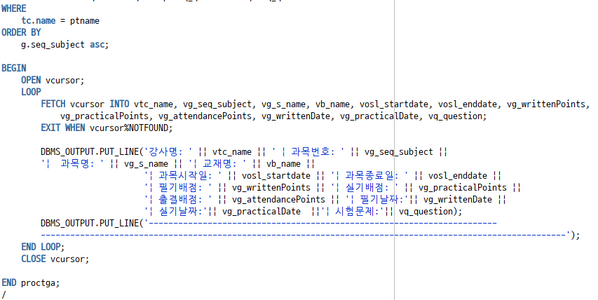 WHERE
tc.name = ptname
ORDER BY
g.seq_subject asc;
BEGIN
OPEN vcursor;
LOOP
FETCH vcursor INTO vtc_name, vg_seq_subject, vg_s_name, vb_name, vosl_startdate, vosl_enddate, vg_writtenPoints,
vg_practicalPoints, vg_attendancePoints, vg_writtenDate, vg_practicalDate, vq_question;
EXIT WHEN vcursor%NOTFOUND;
DBMS_OUTPUT.PUT_LINE('강사명: ' || vtc_name || ' ¦ 과목번호: ' || vg_seq_subject ||
'¦  과목명: ' || vg_s_name || '¦ 교재명: ' || vb_name ||
'¦ 과목시작일: ' || vosl_startdate || '¦ 과목종료일: ' || vosl_enddate ||
'¦ 필기배점: ' || vg_writtenPoints || '¦ 실기배점: ' || vg_practicalPoints ||
'¦ 출결배점: ' || vg_attendancePoints || '¦ 필기날짜:'|| vg_writtenDate ||
'¦ 실기날짜:'|| vg_practicalDate  ||'¦ 시험문제:'|| vq_question);
DBMS_OUTPUT.PUT_LINE('----------------------------------------------------------------------
----------------------------------------------------------------------------------------------------------');
END LOOP;
CLOSE vcursor;
END proctga;
/